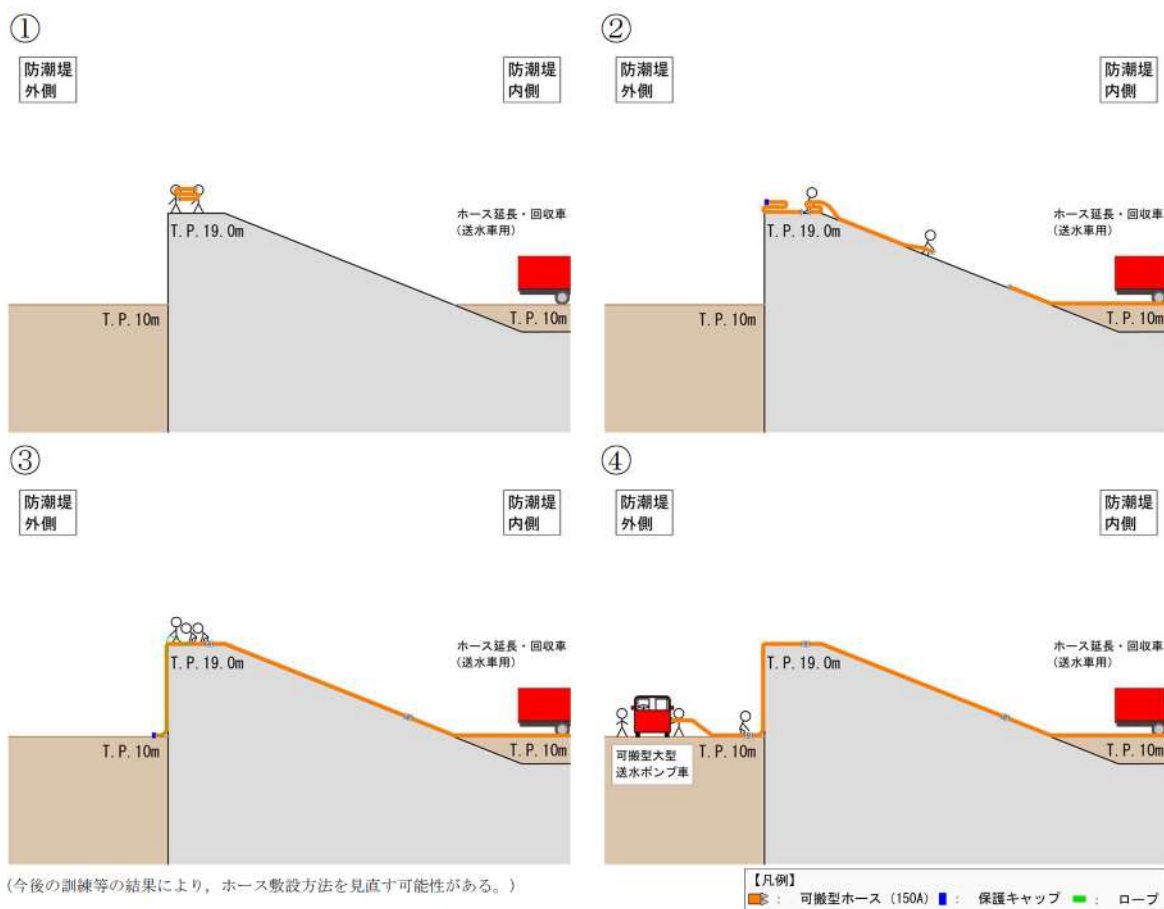 ①
防潮堤
外側
防潮堤
内側
ホース延長・回収車
(送水車用)
T.P.19.0m
T.P.10m
T.P.10m
②
防潮堤
外側
防潮堤
内側
ホース延長・回収車
(送水車用)
T.P.19.0m
T.P.10m
T.P.10m
③
防潮堤
外側
防潮堤
内側
ホース延長・回収車
(送水車用)
T.P.19.0m
T.P.10m
T.P.10m
④
防潮堤
外側
防潮堤
内側
ホース延長・回収車
(送水車用)
T.P.19.0m
T.P.10m
T.P.10m
可搬型大型
送水ポンプ車
(今後の訓練等の結果により,ホース敷設方法を見直す可能性がある。)
【凡例】
: 可搬型ホース (150A) : 保護キャップ : ロープ